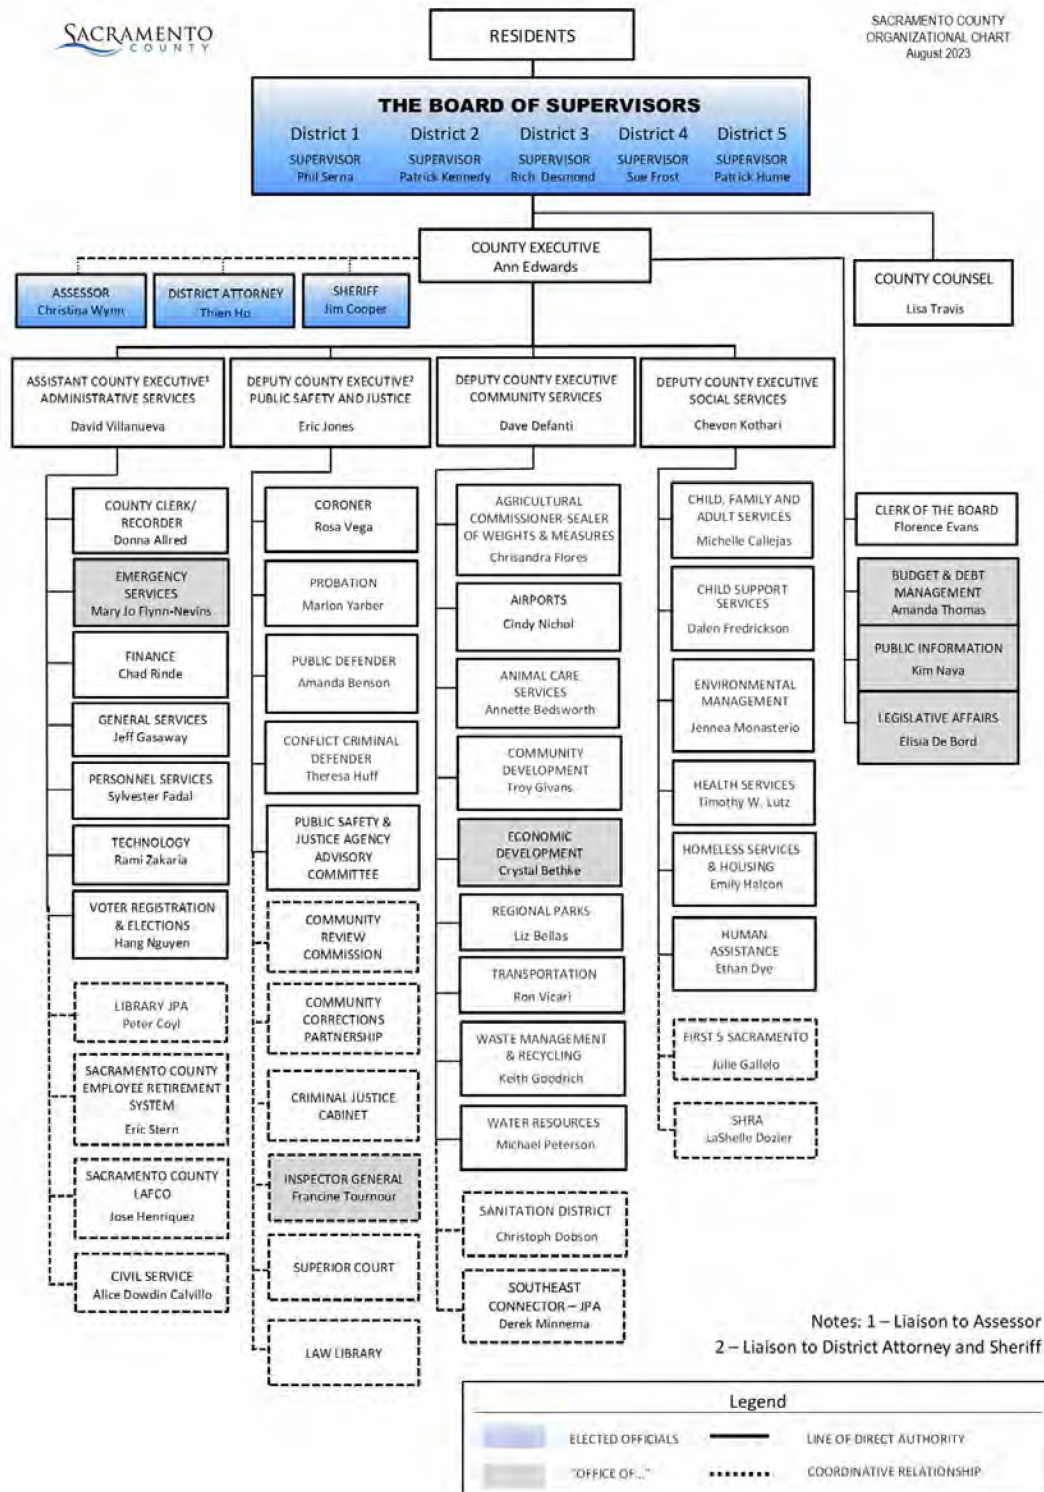 SACRAMENTO
COUNTY
RESIDENTS
SACRAMENTO COUNTY
ORGANIZATIONAL CHART
August 2023
THE BOARD OF SUPERVISORS
District 1 District 2 District 3 District 4 District 5
SUPERVISOR SUPERVISOR SUPERVISOR SUPERVISOR SUPERVISOR
Phil Serna Patrick Kennedy Rich Desmond Sue Frost Patrick Hume
COUNTY EXECUTIVE
Ann Edwards
COUNTY COUNSEL
Lisa Travis
ASSESSOR
Christina Wynn
DISTRICT ATTORNEY
Thien Ho
SHERIFF
Jim Cooper
ASSISTANT COUNTY EXECUTIVE¹
ADMINISTRATIVE SERVICES
David Villanueva
DEPUTY COUNTY EXECUTIVE²
PUBLIC SAFETY AND JUSTICE
Eric Jones
DEPUTY COUNTY EXECUTIVE
COMMUNITY SERVICES
Dave Defanti
DEPUTY COUNTY EXECUTIVE
SOCIAL SERVICES
Chevon Kothari
COUNTY CLERK/
RECORDER
Donna Allred
EMERGENCY
SERVICES
Mary Jo Flynn-Nevins
FINANCE
Chad Rinde
GENERAL SERVICES
Jeff Gasaway
PERSONNEL SERVICES
Sylvester Fadal
TECHNOLOGY
Rami Zakaria
VOTER REGISTRATION
& ELECTIONS
Hang Nguyen
LIBRARY JPA
Peter Coyl
SACRAMENTO COUNTY
EMPLOYEE RETIREMENT
SYSTEM
Eric Stern
SACRAMENTO COUNTY
LAFCO
Jose Henriquez
CIVIL SERVICE
Alice Dowdin Calvillo
CORONER
Rosa Vega
PROBATION
Marlon Yarber
PUBLIC DEFENDER
Amanda Benson
CONFLICT CRIMINAL
DEFENDER
Theresa Huff
PUBLIC SAFETY &
JUSTICE AGENCY
ADVISORY
COMMITTEE
COMMUNITY
REVIEW
COMMISSION
COMMUNITY
CORRECTIONS
PARTNERSHIP
CRIMINAL JUSTICE
CABINET
INSPECTOR GENERAL
Francine Tournour
SUPERIOR COURT
LAW LIBRARY
AGRICULTURAL
COMMISSIONER-SEALER
OF WEIGHTS & MEASURES
Chrisandra Flores
AIRPORTS
Cindy Nichol
ANIMAL CARE
SERVICES
Annette Bedsworth
COMMUNITY
DEVELOPMENT
Troy Givans
ECONOMIC
DEVELOPMENT
Crystal Bethke
REGIONAL PARKS
Liz Bellas
TRANSPORTATION
Ron Vicari
WASTE MANAGEMENT
& RECYCLING
Keith Goodrich
WATER RESOURCES
Michael Peterson
SANITATION DISTRICT
Christoph Dobson
SOUTHEAST
CONNECTOR – JPA
Derek Minnema
CHILD, FAMILY AND
ADULT SERVICES
Michelle Callejas
CHILD SUPPORT
SERVICES
Dalen Fredrickson
ENVIRONMENTAL
MANAGEMENT
Jennea Monasterio
HEALTH SERVICES
Timothy W. Lutz
HOMELESS SERVICES
& HOUSING
Emily Halcon
HUMAN
ASSISTANCE
Ethan Dye
FIRST 5 SACRAMENTO
Julie Gallelo
SHRA
LaShelle Dozier
CLERK OF THE BOARD
Florence Evans
BUDGET & DEBT
MANAGEMENT
Amanda Thomas
PUBLIC INFORMATION
Kim Nava
LEGISLATIVE AFFAIRS
Elisia De Bord
Notes: 1 – Liaison to Assessor
2 – Liaison to District Attorney and Sheriff
Legend
ELECTED OFFICIALS LINE OF DIRECT AUTHORITY
"OFFICE OF..." COORDINATIVE RELATIONSHIP